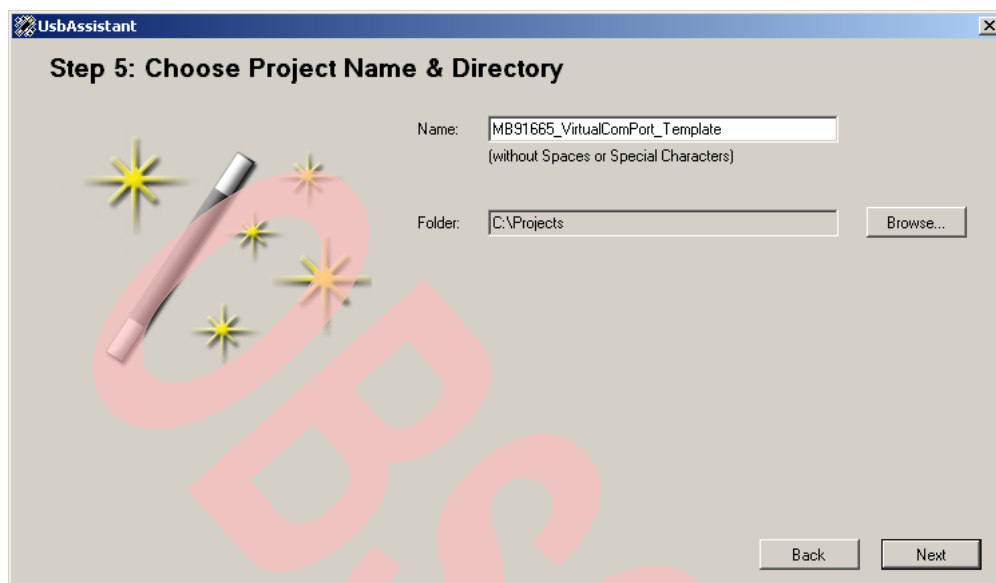 UsbAssistant
Step 5: Choose Project Name & Directory
Name: MB91665_VirtualComPort_Template
(without Spaces or Special Characters)
Folder: C:\Projects Browse...
Back Next